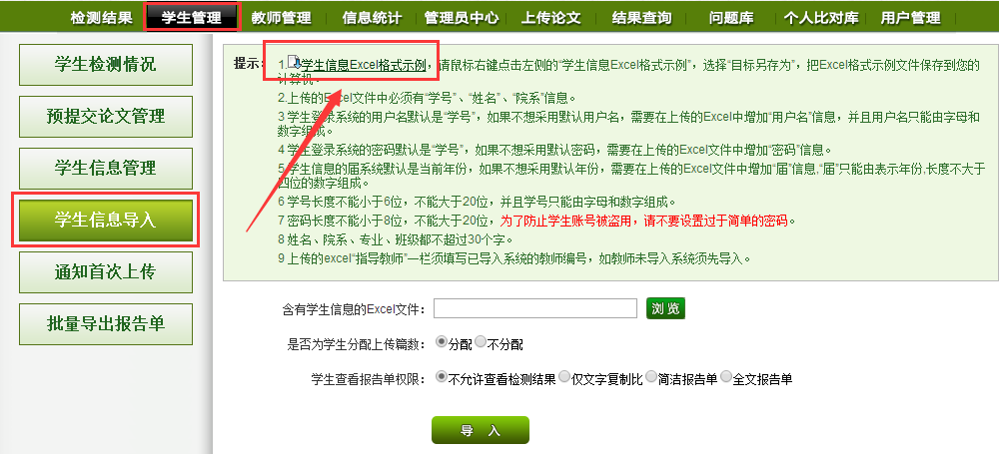 检测结果 学生管理 教师管理 信息统计 管理员中心 上传论文 结果查询 问题库 个人比对库 用户管理
学生检测情况
预提交论文管理
学生信息管理
学生信息导入
通知首次上传
批量导出报告单
提示：
1.学生信息Excel格式示例，请鼠标右键点击左侧的“学生信息Excel格式示例”，选择“目标另存为”，把Excel格式示例文件保存到您的
计算机。
2.上传的Excel文件中必须有“学号”、“姓名”、“院系”信息。
3 学生登录系统的用户名默认是“学号”，如果不想采用默认用户名，需要在上传的Excel中增加“用户名”信息，并且用户名只能由字母和
数字组成。
4 学生登录系统的密码默认是“学号”，如果不想采用默认密码，需要在上传的Excel文件中增加“密码”信息。
5 学生信息的届系统默认是当前年份，如果不想采用默认年份，需要在上传的Excel文件中增加“届”信息,“届”只能由表示年份,长度不大于
四位的数字组成。
6 学号长度不能小于6位，不能大于20位，并且学号只能由字母和数字组成。
7 密码长度不能小于8位，不能大于20位，为了防止学生账号被盗用，请不要设置过于简单的密码。
8 姓名、院系、专业、班级都不超过30个字。
9 上传的excel“指导教师”一栏须填写已导入系统的教师编号，如教师未导入系统须先导入。
含有学生信息的Excel文件： 浏 览
是否为学生分配上传篇数： 分配 不分配
学生查看报告单权限： 不允许查看检测结果 仅文字复制比 简洁报告单 全文报告单
导 入